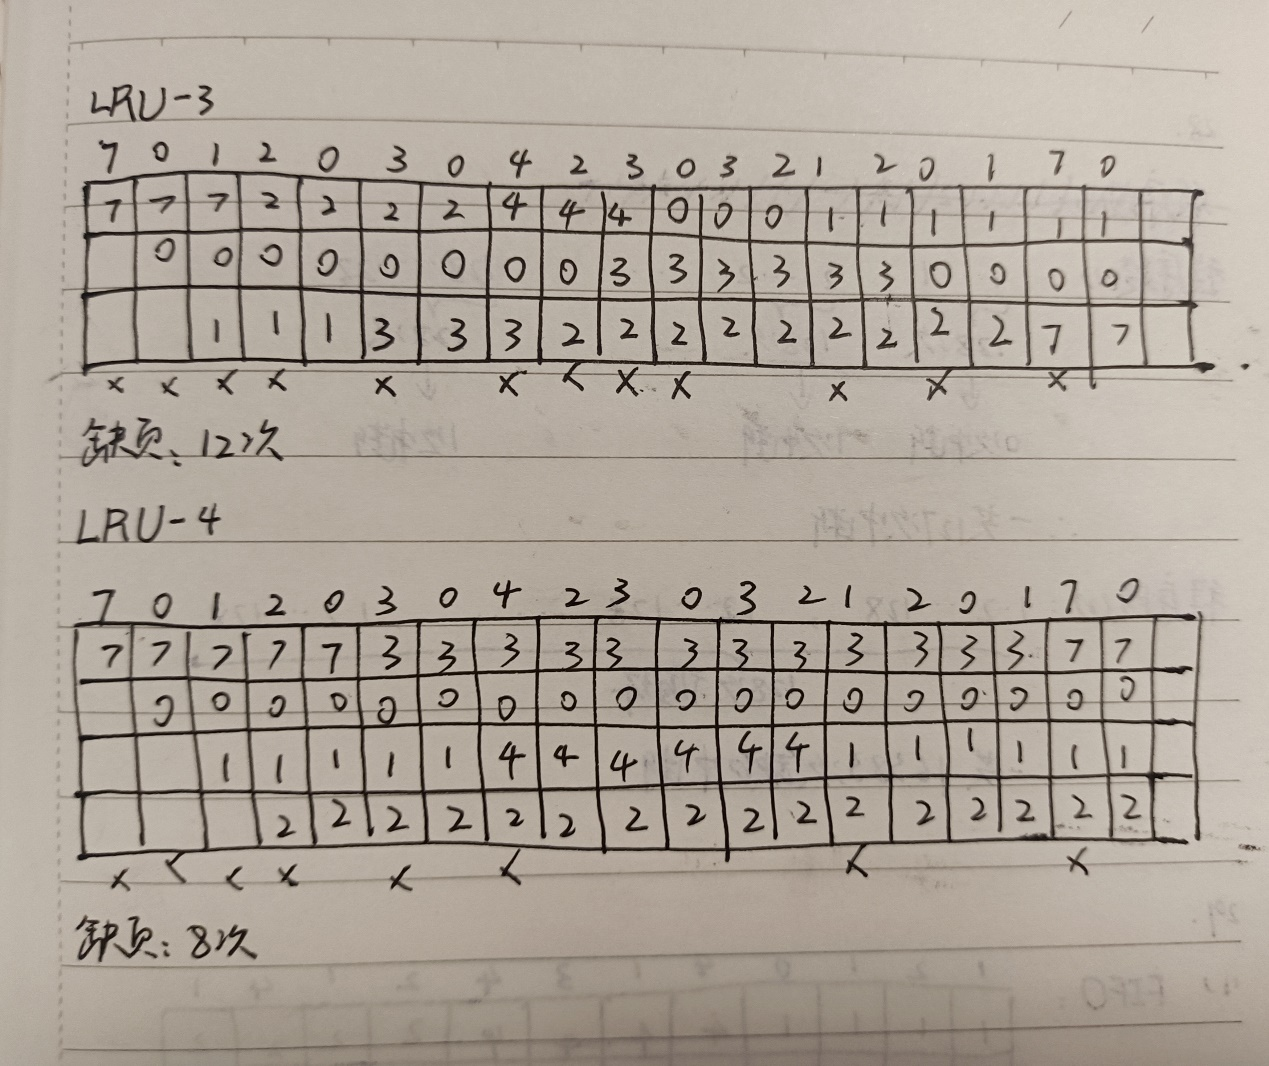 LRU-3
7 0 1 2 0 3 0 4 2 3 0 3 2 1 2 0 1 7 0
7 7 7 2 2 2 2 4 4 4 0 0 0 1 1 1 1 1 1
0 0 0 0 0 0 0 0 3 3 3 3 3 3 0 0 0 0
1 1 1 3 3 3 2 2 2 2 2 2 2 2 2 7 7
x x x x x x x x x x x x
缺页: 12次
LRU-4
7 0 1 2 0 3 0 4 2 3 0 3 2 1 2 0 1 7 0
7 7 7 7 7 3 3 3 3 3 3 3 3 3 3 3 3 7 7
0 0 0 0 0 0 0 0 0 0 0 0 0 0 0 0 0 0
1 1 1 1 1 4 4 4 4 4 4 1 1 1 1 1 1
2 2 2 2 2 2 2 2 2 2 2 2 2 2 2 2
x x x x x x x x
缺页: 8次